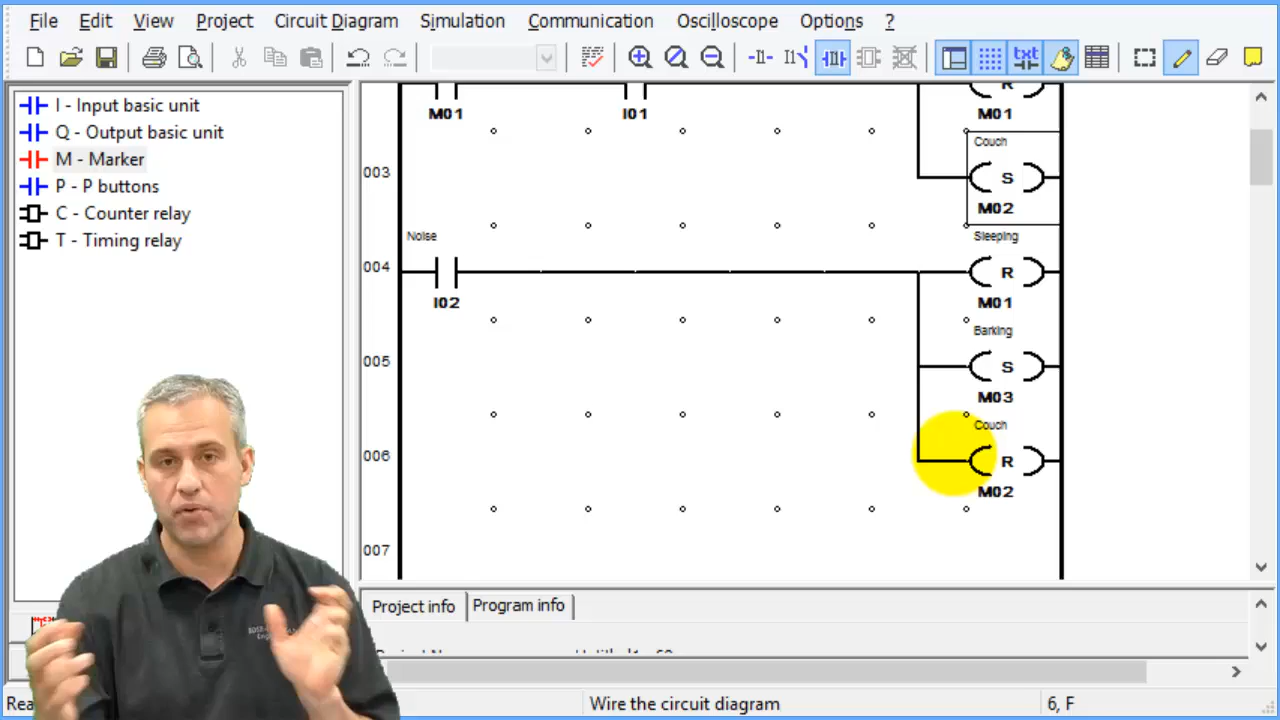 File Edit View Project Circuit Diagram Simulation Communication Oscilloscope Options ?
txt
I - Input basic unit
Q - Output basic unit
M - Marker
P - P buttons
C - Counter relay
T - Timing relay
R
M01 I01 M01
Couch
003 S
M02
Noise Sleeping
004 R
I02 M01
Barking
005 S
M03
Couch
006 R
M02
007
Project info Program info
Wire the circuit diagram 6, F